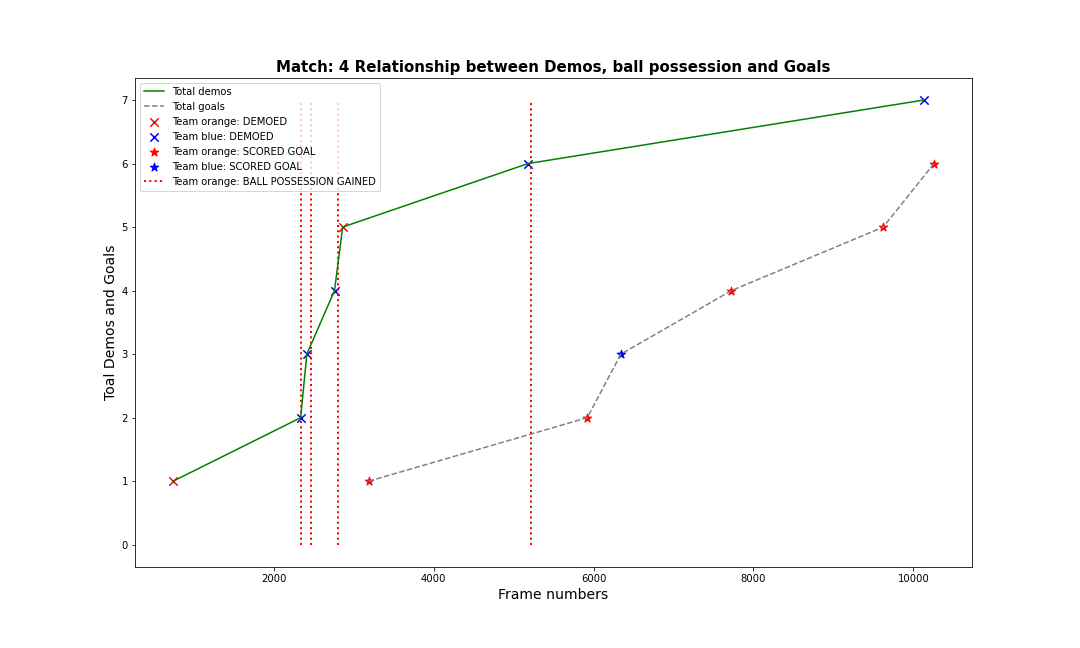 Match: 4 Relationship between Demos, ball possession and Goals
Total demos
Total goals
Team orange: DEMOED
Team blue: DEMOED
Team orange: SCORED GOAL
Team blue: SCORED GOAL
Team orange: BALL POSSESSION GAINED
7
6
5
4
3
2
1
0
Toal Demos and Goals
2000 4000 6000 8000 10000
Frame numbers